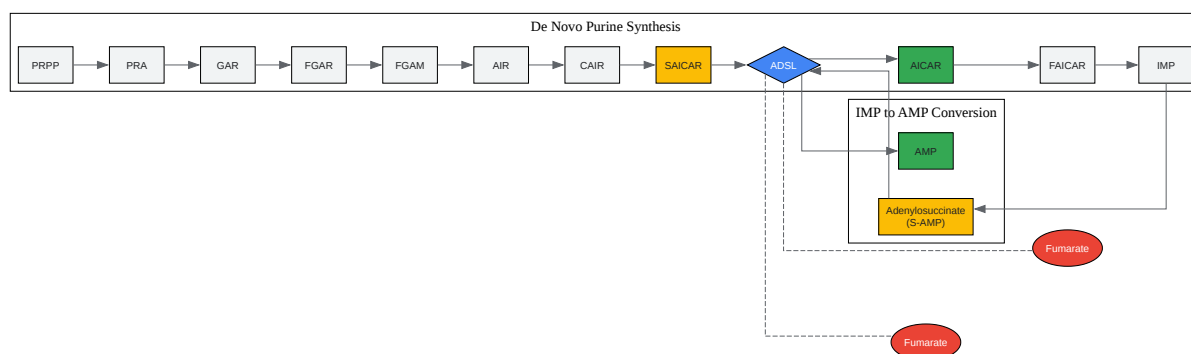 De Novo Purine Synthesis
PRPP
PRA
GAR
FGAR
FGAM
AIR
CAIR
SAICAR
ADSL
AICAR
FAICAR
IMP
IMP to AMP Conversion
AMP
Adenylosuccinate
(S-AMP)
Fumarate
Fumarate